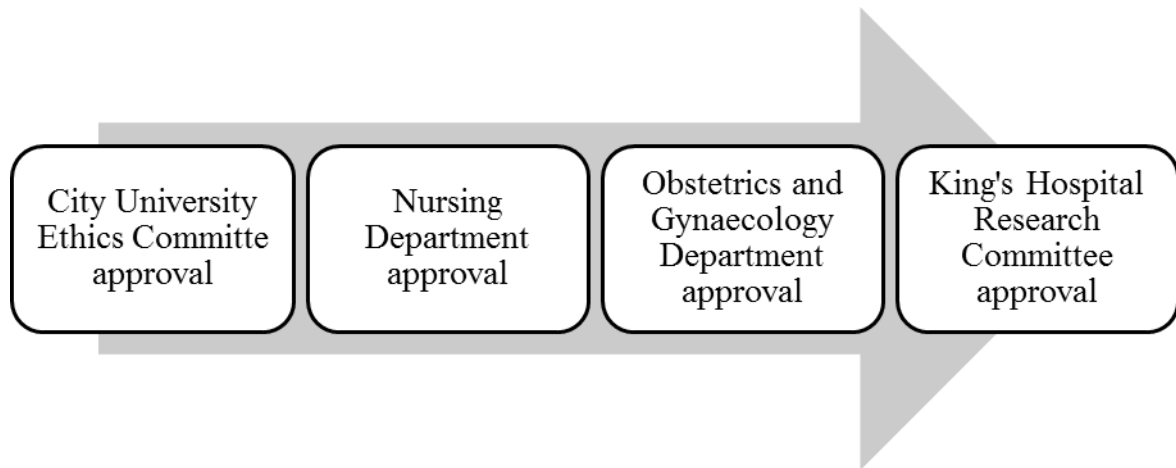 City University
Ethics Committe
approval
Nursing
Department
approval
Obstetrics and
Gynaecology
Department
approval
King's Hospital
Research
Committee
approval